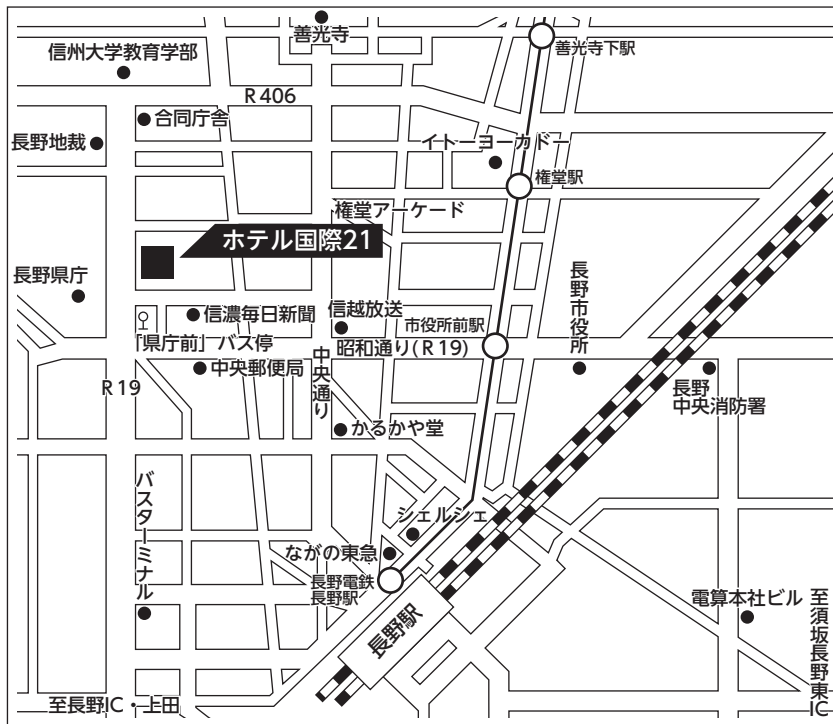 善光寺
善光寺下駅
信州大学教育学部
R 406
合同庁舎
長野地裁
イトーヨーカドー
権堂駅
権堂アーケード
ホテル国際21
長野県庁
長野市役所
信濃毎日新聞
信越放送
市役所前駅
「県庁前」バス停
昭和通り(R 19)
中央郵便局
中央通り
R 19
長野
中央消防署
かるかや堂
バスターミナル
シェルシェ
ながの東急
長野電鉄
長野駅
長野駅
電算本社ビル
至須坂長野東IC
至長野IC・上田